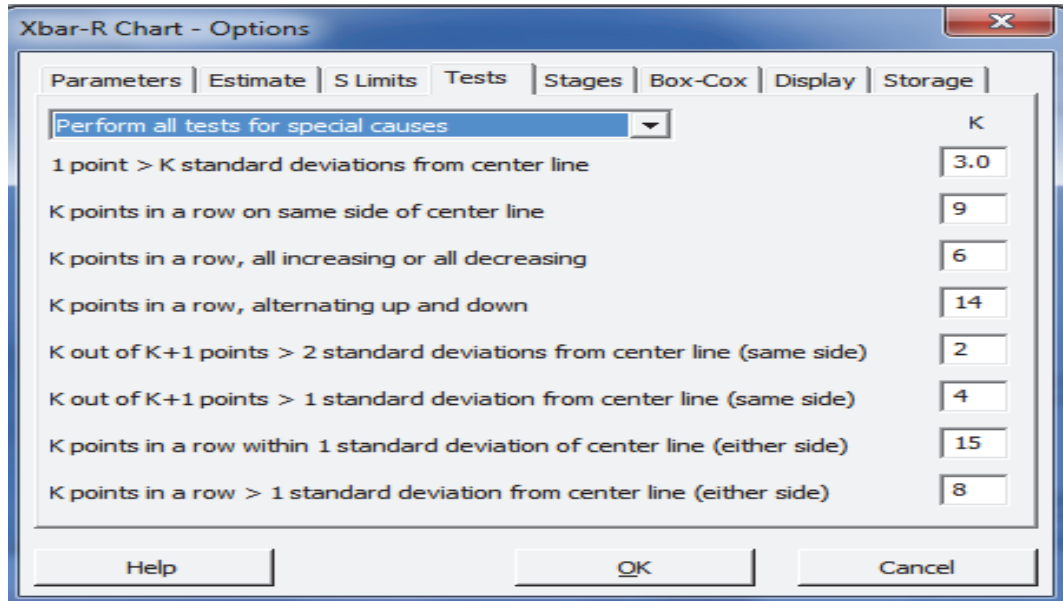 Xbar-R Chart - Options
Parameters Estimate S Limits Tests Stages Box-Cox Display Storage
Perform all tests for special causes K
1 point > K standard deviations from center line 3.0
K points in a row on same side of center line 9
K points in a row, all increasing or all decreasing 6
K points in a row, alternating up and down 14
K out of K+1 points > 2 standard deviations from center line (same side) 2
K out of K+1 points > 1 standard deviation from center line (same side) 4
K points in a row within 1 standard deviation of center line (either side) 15
K points in a row > 1 standard deviation from center line (either side) 8
Help OK Cancel